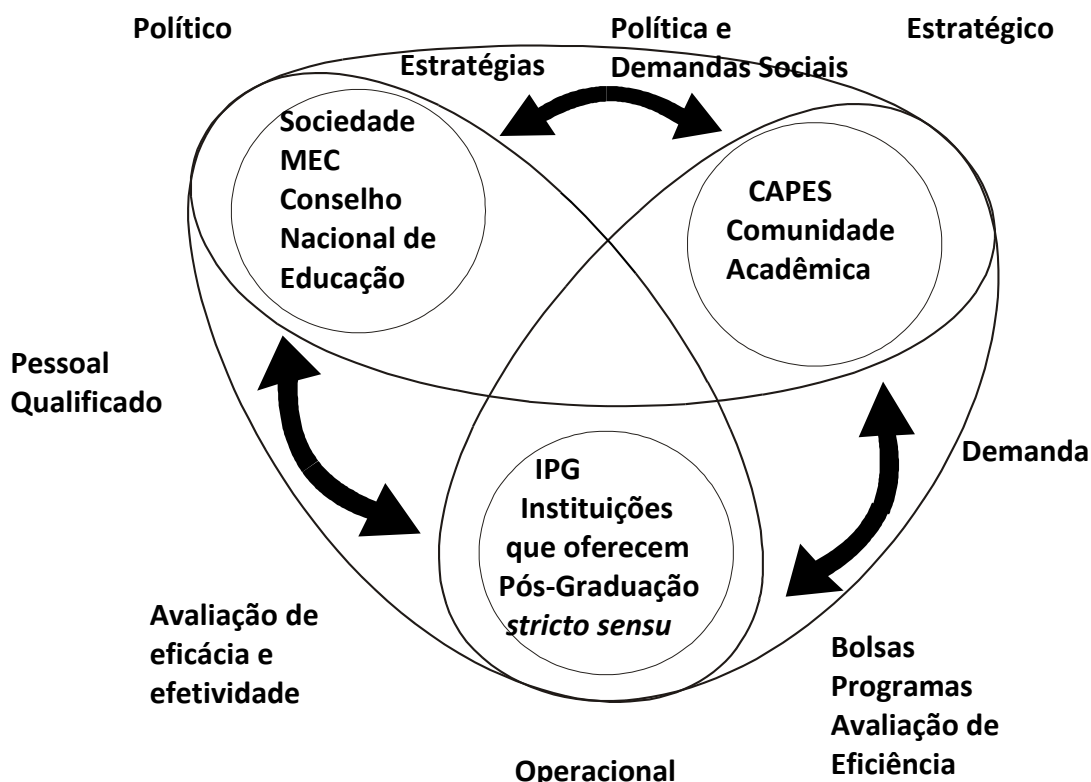 Político
Política e
Demandas Sociais
Estratégico
Estratégias
Sociedade
MEC
Conselho
Nacional de
Educação
CAPES
Comunidade
Acadêmica
Pessoal
Qualificado
Demanda
IPG
Instituições
que oferecem
Pós-Graduação
stricto sensu
Avaliação de
eficácia e
efetividade
Bolsas
Programas
Avaliação de
Eficiência
Operacional